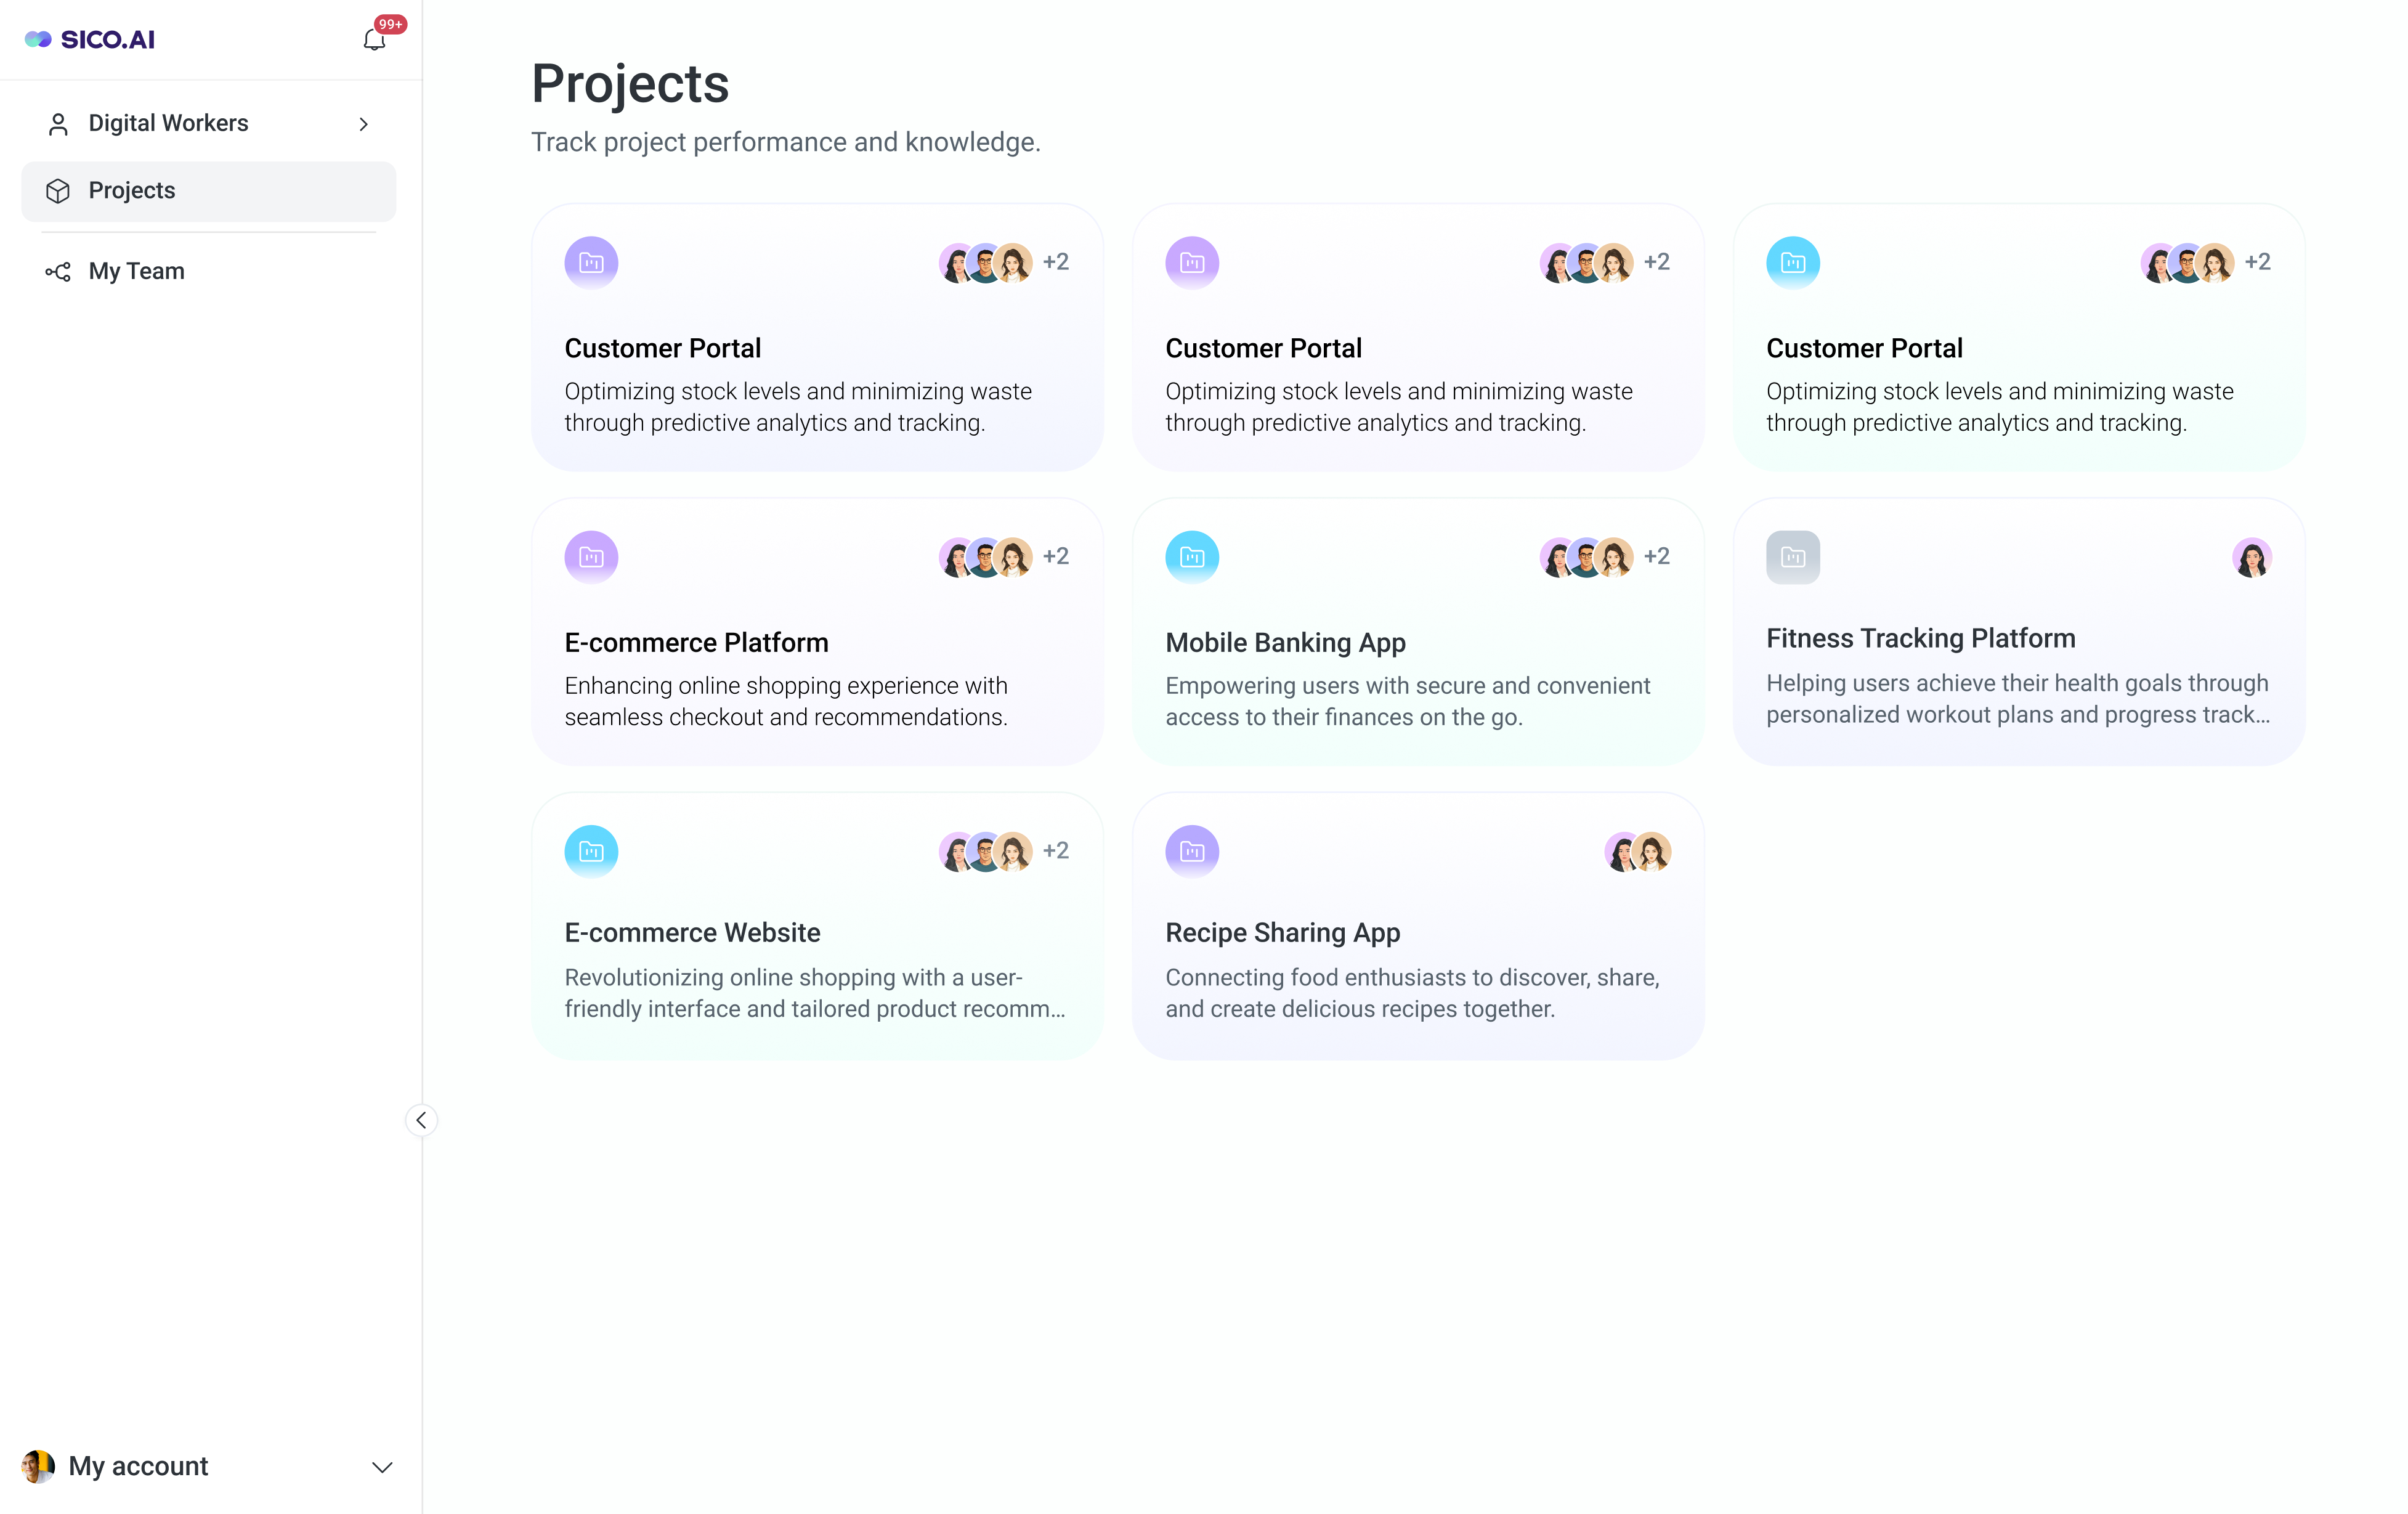 SICO.AI
99+
Digital Workers
Projects
My Team
My account
Projects
Track project performance and knowledge.
+2
Customer Portal
Optimizing stock levels and minimizing waste
through predictive analytics and tracking.
+2
Customer Portal
Optimizing stock levels and minimizing waste
through predictive analytics and tracking.
+2
Customer Portal
Optimizing stock levels and minimizing waste
through predictive analytics and tracking.
+2
E-commerce Platform
Enhancing online shopping experience with
seamless checkout and recommendations.
+2
Mobile Banking App
Empowering users with secure and convenient
access to their finances on the go.
Fitness Tracking Platform
Helping users achieve their health goals through
personalized workout plans and progress track...
+2
E-commerce Website
Revolutionizing online shopping with a user-
friendly interface and tailored product recomm...
Recipe Sharing App
Connecting food enthusiasts to discover, share,
and create delicious recipes together.